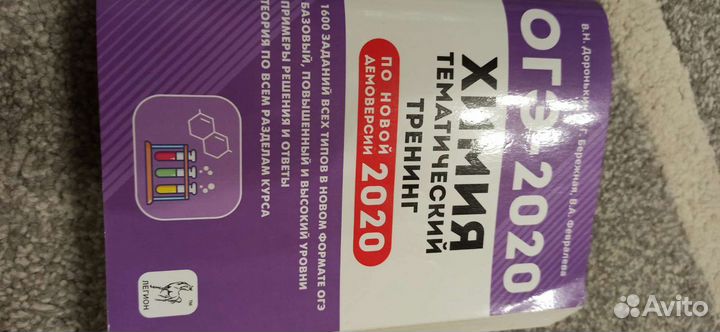 В.Н. Доронькин, А.Г. Бережная, В.А. Февралева
ОГЭ-2020
ХИМИЯ
ТЕМАТИЧЕСКИЙ
ТРЕНИНГ
ПО НОВОЙ
ДЕМОВЕРСИИ 2020
1600 ЗАДАНИЙ ВСЕХ ТИПОВ В НОВОМ ФОРМАТЕ ОГЭ
БАЗОВЫЙ, ПОВЫШЕННЫЙ И ВЫСОКИЙ УРОВНИ
ПРИМЕРЫ РЕШЕНИЯ И ОТВЕТЫ
ТЕОРИЯ ПО ВСЕМ РАЗДЕЛАМ КУРСА
ЛЕГИОН
Avito